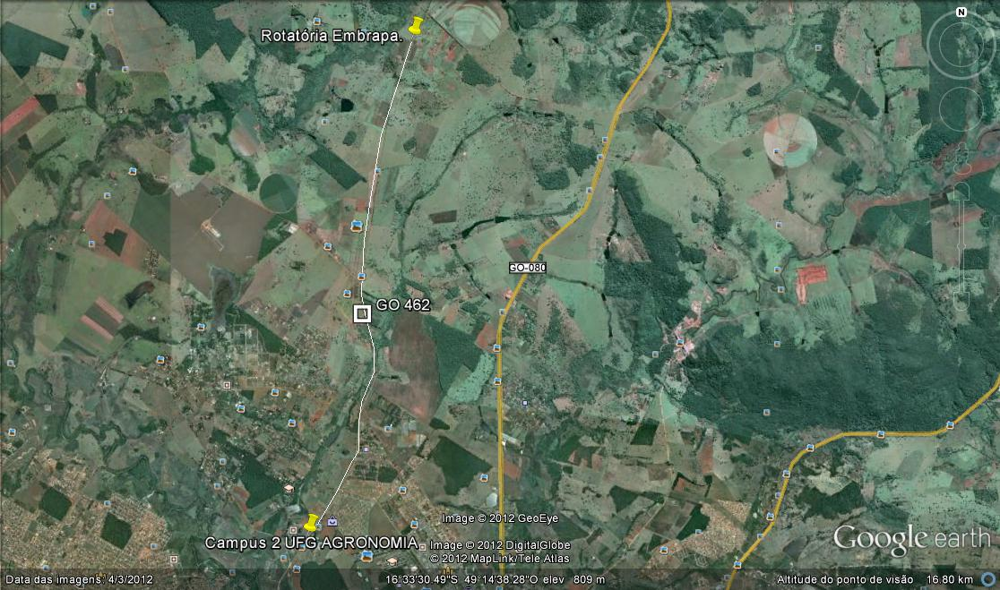 N
Rotatória Embrapa.
GO-080
GO 462
Image © 2012 GeoEye
Campus 2 UFG AGRONOMIA
Image © 2012 DigitalGlobe
© 2012 MapLink/Tele Atlas
Google earth
Data das imagens: 4/3/2012
16°33'30.49"S 49°14'38.28"O elev 809 m
Altitude do ponto de visão 16.80 km